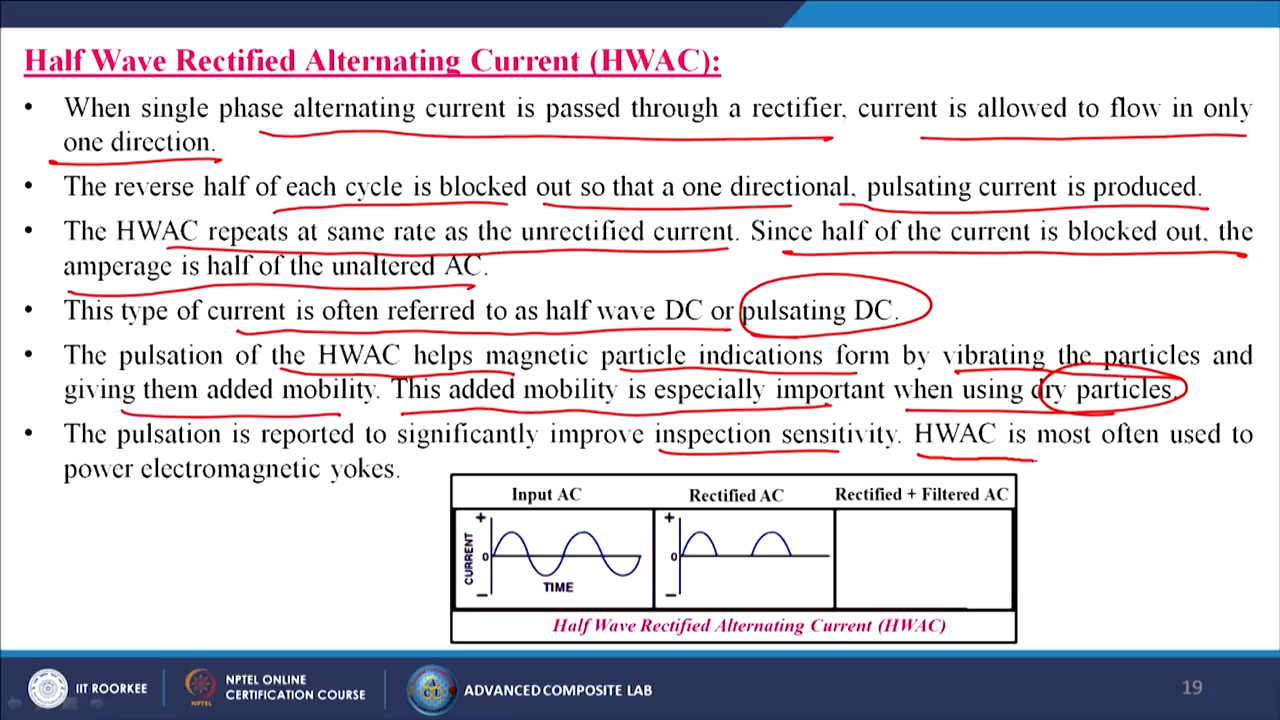 Half Wave Rectified Alternating Current (HWAC):
• When single phase alternating current is passed through a rectifier, current is allowed to flow in only
one direction.
• The reverse half of each cycle is blocked out so that a one directional, pulsating current is produced.
• The HWAC repeats at same rate as the unrectified current. Since half of the current is blocked out, the
amperage is half of the unaltered AC.
• This type of current is often referred to as half wave DC or pulsating DC.
• The pulsation of the HWAC helps magnetic particle indications form by vibrating the particles and
giving them added mobility. This added mobility is especially important when using dry particles.
• The pulsation is reported to significantly improve inspection sensitivity. HWAC is most often used to
power electromagnetic yokes.
Input AC
Rectified AC
Rectified + Filtered AC
+
CURRENT
0
−
TIME
+
0
−
Half Wave Rectified Alternating Current (HWAC)
IIT ROORKEE
NPTEL
NPTEL ONLINE
CERTIFICATION COURSE
ACL
ADVANCED COMPOSITE LAB
19